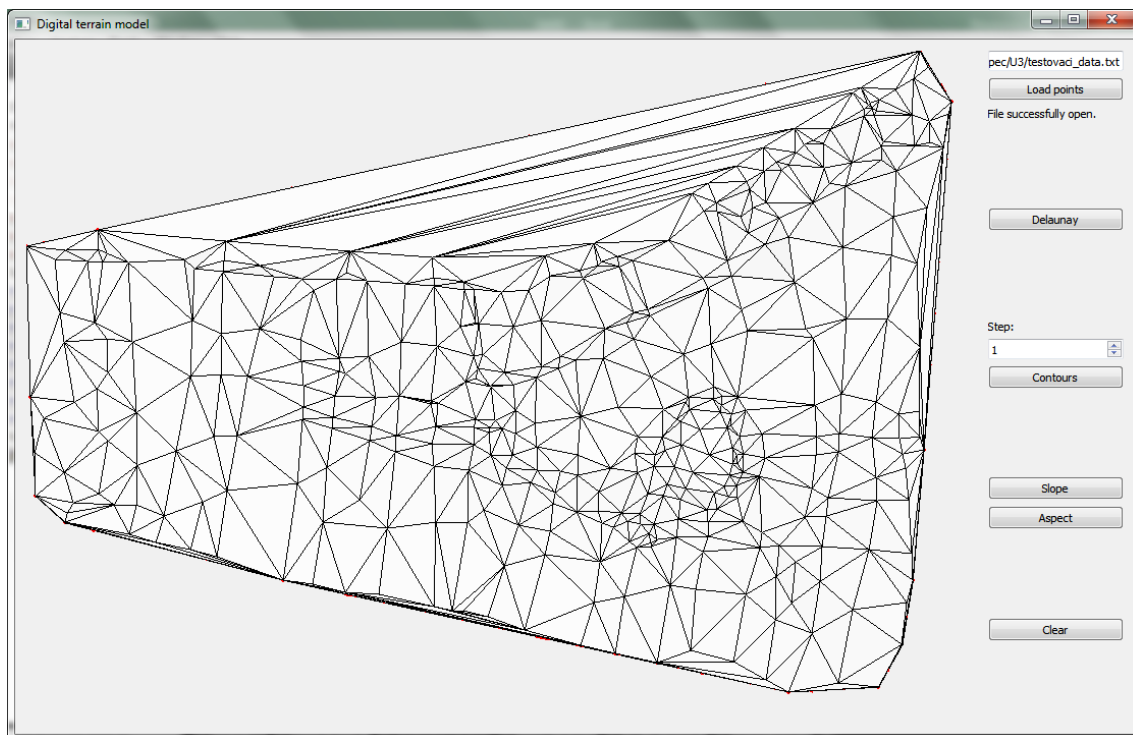 Digital terrain model
pec/U3/testovaci_data.txt
Load points
File successfully open.
Delaunay
Step:
1
Contours
Slope
Aspect
Clear